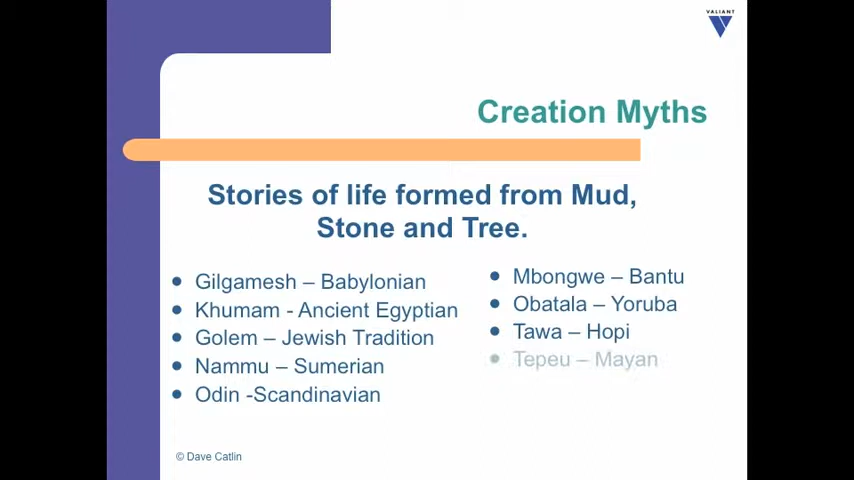 VALIANT
Creation Myths
Stories of life formed from Mud,
Stone and Tree.
Gilgamesh – Babylonian
Khumam - Ancient Egyptian
Golem – Jewish Tradition
Nammu – Sumerian
Odin -Scandinavian
Mbongwe – Bantu
Obatala – Yoruba
Tawa – Hopi
Tepeu – Mayan
© Dave Catlin